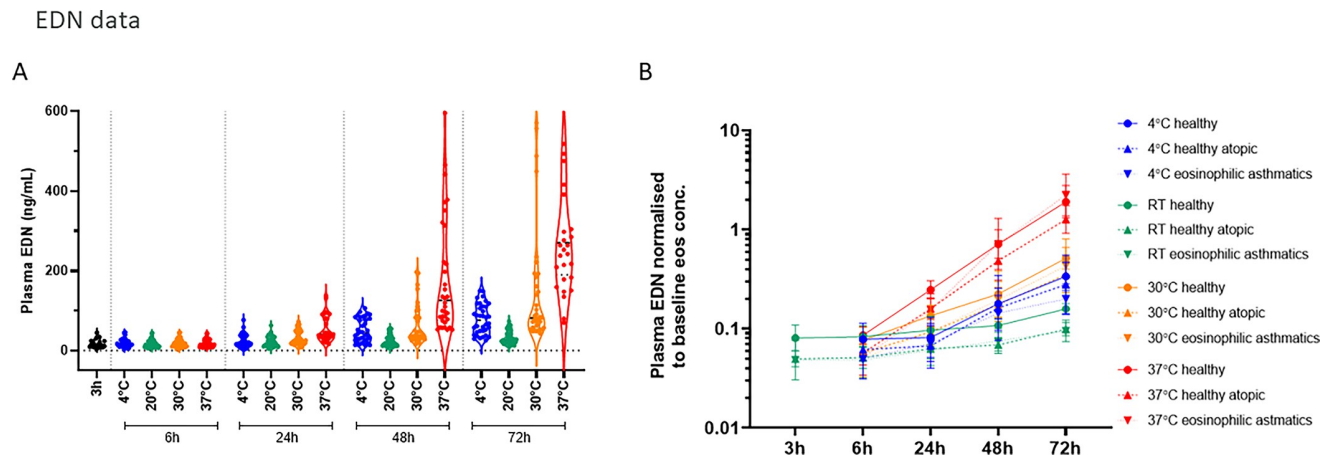 EDN data
A
Plasma EDN (ng/mL)
600
400
200
0
3h
4°C
20°C
30°C
37°C
6h
4°C
20°C
30°C
37°C
24h
4°C
20°C
30°C
37°C
48h
4°C
20°C
30°C
37°C
72h
B
Plasma EDN normalised
to baseline eos conc.
10
1
0.1
0.01
3h
6h
24h
48h
72h
4°C healthy
4°C healthy atopic
4°C eosinophilic asthmatics
RT healthy
RT healthy atopic
RT eosinophilic asthmatics
30°C healthy
30°C healthy atopic
30°C eosinophilic asthmatics
37°C healthy
37°C healthy atopic
37°C eosinophilic astmatics